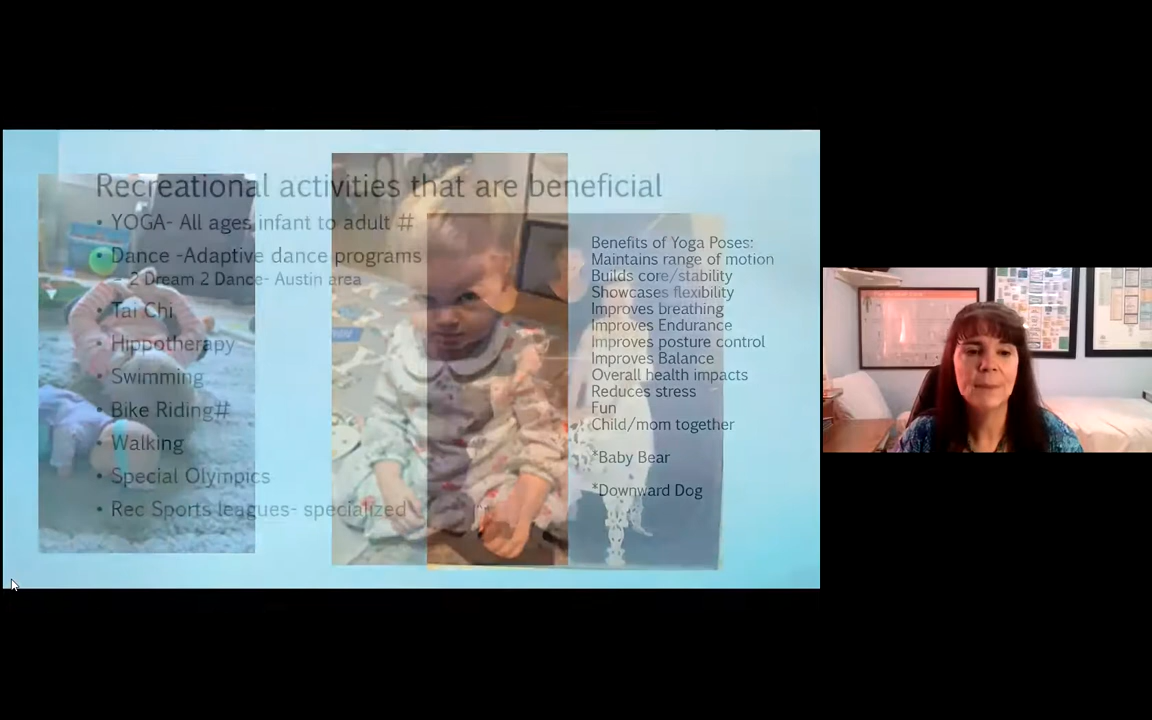 Recreational activities that are beneficial
• YOGA- All ages infant to adult #
• Dance -Adaptive dance programs
– 2 Dream 2 Dance- Austin area
• Tai Chi
• Hippotherapy
• Swimming
• Bike Riding#
• Walking
• Special Olympics
• Rec Sports leagues- specialized
Benefits of Yoga Poses:
Maintains range of motion
Builds core/stability
Showcases flexibility
Improves breathing
Improves Endurance
Improves posture control
Improves Balance
Overall health impacts
Reduces stress
Fun
Child/mom together
*Baby Bear
*Downward Dog